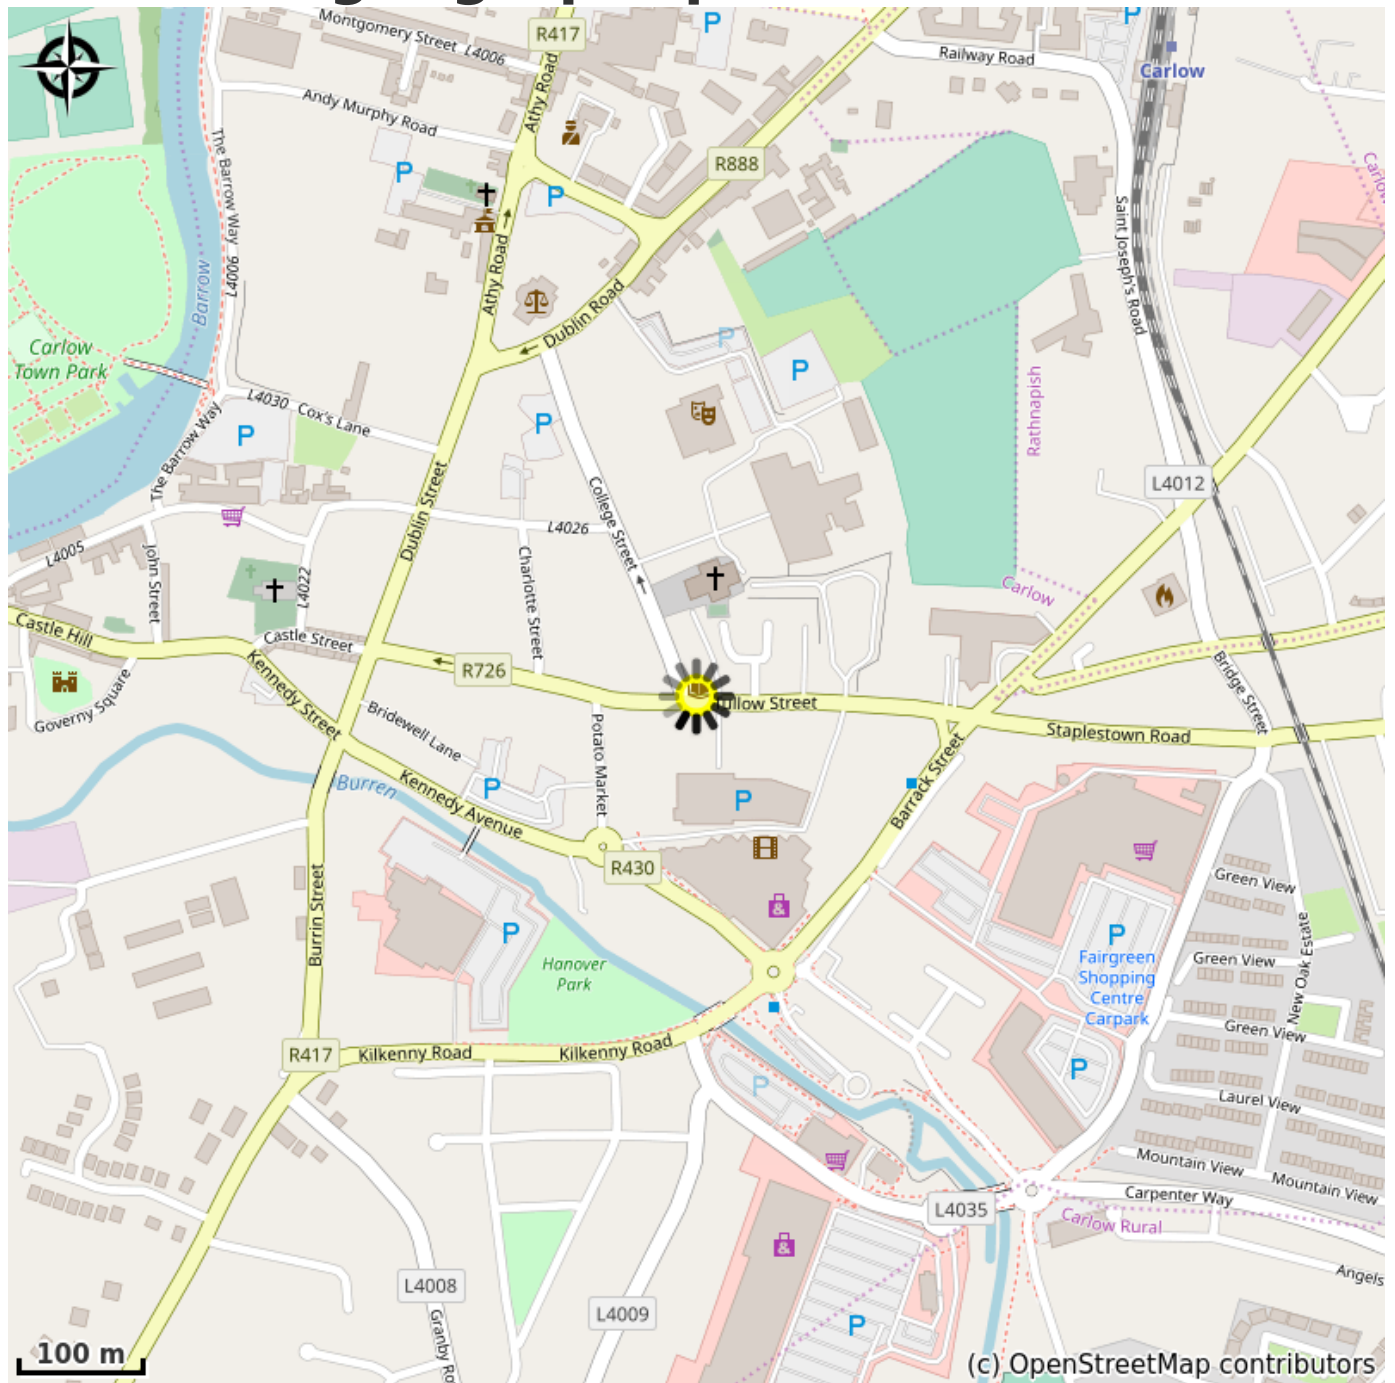 Montgomery Street
L4006
R417
P
P
Railway Road
Carlow
Andy Murphy Road
Athy Road
R888
P
P
The Barrow Way
L4006
Saint Joseph's Road
Athy Road
Barrow
Dublin Road
Carlow
Town Park
P
P
L4030
Cox's Lane
Rathnapish
P
P
The Barrow Way
Dublin Street
College Street
L4012
L4005
John Street
L4026
L4022
Charlotte Street
Carlow
Castle Hill
Castle Street
R726
Kennedy Street
Governy Square
Bridewell Lane
Tullow Street
Bridge Street
Staplestown Road
Potato Market
Burren
P
Kennedy Avenue
P
Barrack Street
R430
Burrin Street
P
Green View
P
Fairgreen
Shopping
Centre
Carpark
Green View
New Oak Estate
Hanover
Park
Green View
R417
Kilkenny Road
Kilkenny Road
P
P
Laurel View
Mountain View
Mountain View
L4035
Carpenter Way
Carlow Rural
L4008
L4009
Angels
Granby Ro
P
100 m
(c) OpenStreetMap contributors